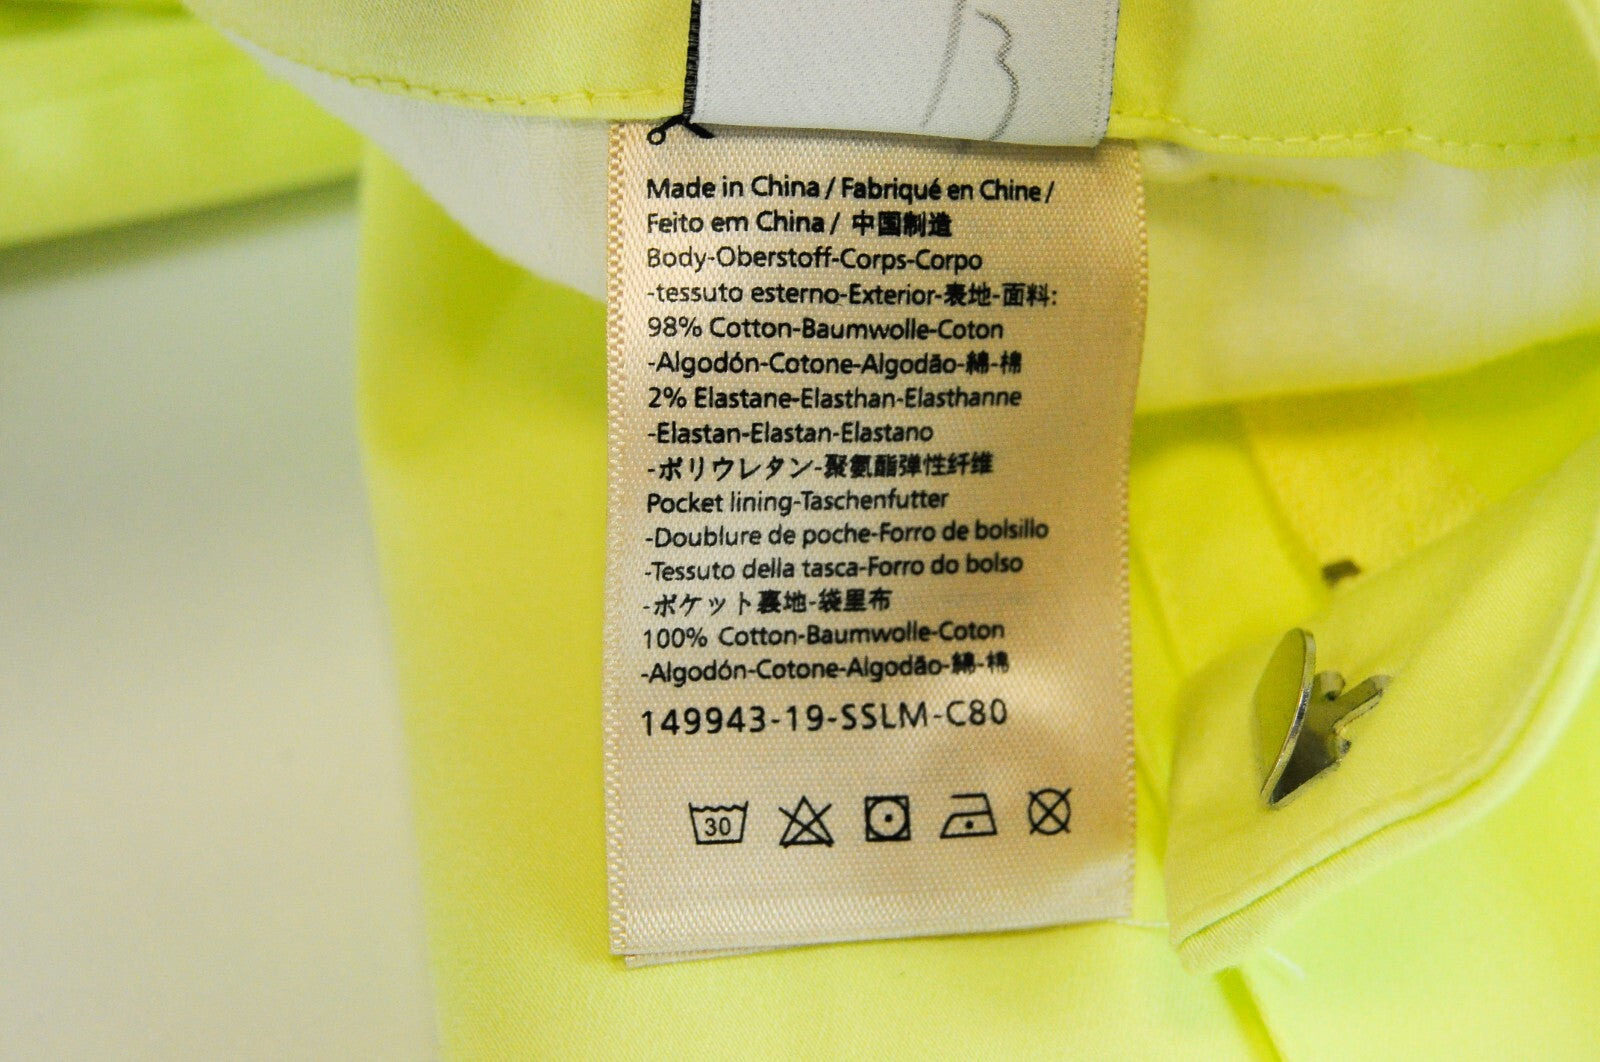 Made in China / Fabriqué en Chine /
Feito em China / 中国制造
Body-Oberstoff-Corps-Corpo
-tessuto esterno-Exterior-表地-面料:
98% Cotton-Baumwolle-Coton
-Algodón-Cotone-Algodão-綿-棉
2% Elastane-Elasthan-Elasthanne
-Elastan-Elastan-Elastano
-ポリウレタン-聚氨酯弹性纤维
Pocket lining-Taschenfutter
-Doublure de poche-Forro de bolsillo
-Tessuto della tasca-Forro do bolso
-ポケット裏地-袋里布
100% Cotton-Baumwolle-Coton
-Algodón-Cotone-Algodão-綿-棉
149943-19-SSLM-C80
30